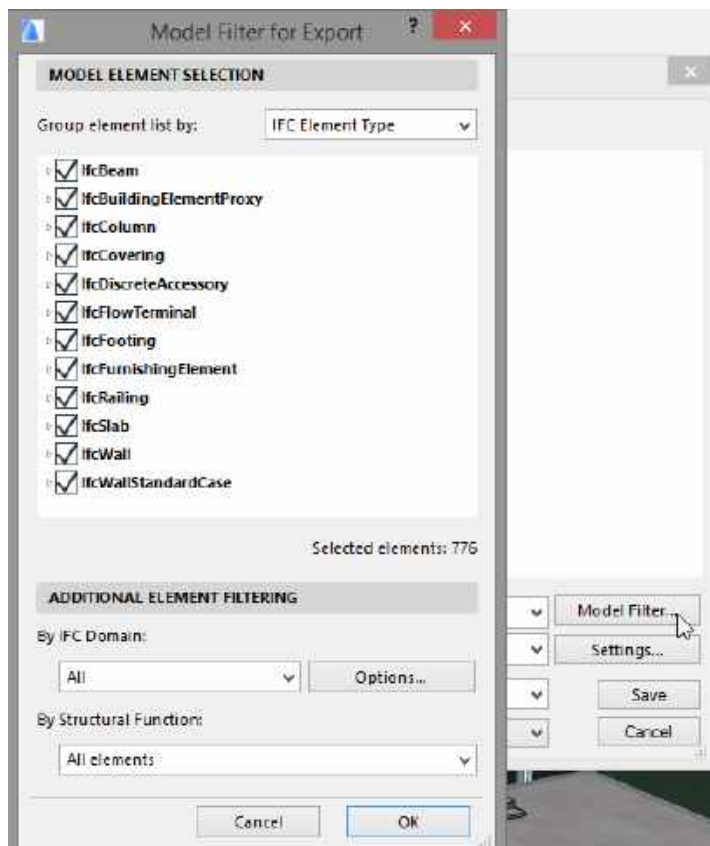 Model Filter for Export
?
MODEL ELEMENT SELECTION
Group element list by:
IFC Element Type
IfcBeam
IfcBuildingElementProxy
IfcColumn
IfcCovering
IfcDiscreteAccessory
IfcFlowTerminal
IfcFooting
IfcFurnishingElement
IfcRailing
IfcSlab
IfcWall
IfcWallStandardCase
Selected elements: 776
ADDITIONAL ELEMENT FILTERING
By IFC Domain:
All
Options...
By Structural Function:
All elements
Cancel
OK
Model Filter...
Settings...
Save
Cancel